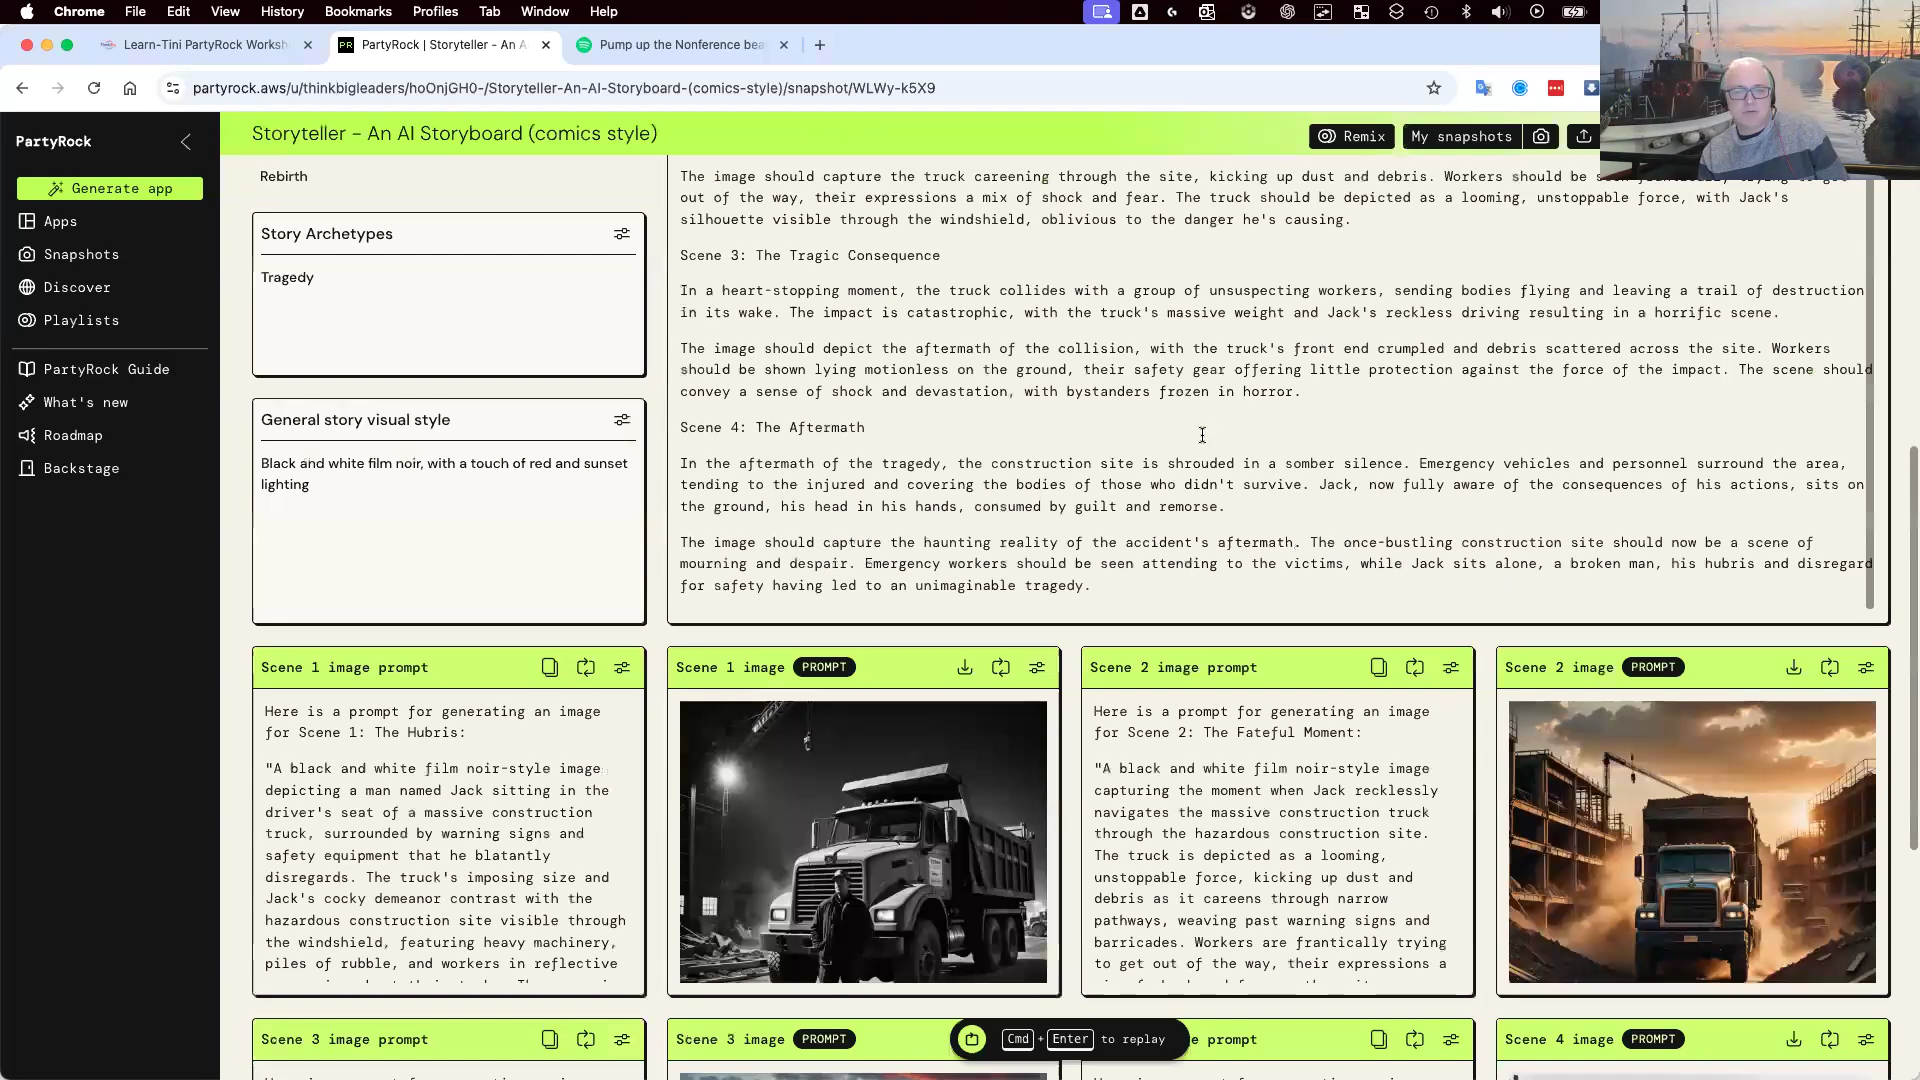 Chrome File Edit View History Bookmarks Profiles Tab Window Help
Learn-Tini PartyRock Worksh
PartyRock | Storyteller - An A
Pump up the Nonference bea
partyrock.aws/u/thinkbigleaders/hoOnjGH0-/Storyteller-An-AI-Storyboard-(comics-style)/snapshot/WLWy-k5X9
PartyRock
Generate app
Apps
Snapshots
Discover
Playlists
PartyRock Guide
What's new
Roadmap
Backstage
Storyteller - An AI Storyboard (comics style)
Remix
My snapshots
Rebirth
Story Archetypes
Tragedy
General story visual style
Black and white film noir, with a touch of red and sunset
lighting
The image should capture the truck careening through the site, kicking up dust and debris. Workers should be
out of the way, their expressions a mix of shock and fear. The truck should be depicted as a looming, unstoppable force, with Jack's
silhouette visible through the windshield, oblivious to the danger he's causing.
Scene 3: The Tragic Consequence
In a heart-stopping moment, the truck collides with a group of unsuspecting workers, sending bodies flying and leaving a trail of destruction
in its wake. The impact is catastrophic, with the truck's massive weight and Jack's reckless driving resulting in a horrific scene.
The image should depict the aftermath of the collision, with the truck's front end crumpled and debris scattered across the site. Workers
should be shown lying motionless on the ground, their safety gear offering little protection against the force of the impact. The scene should
convey a sense of shock and devastation, with bystanders frozen in horror.
Scene 4: The Aftermath
In the aftermath of the tragedy, the construction site is shrouded in a somber silence. Emergency vehicles and personnel surround the area,
tending to the injured and covering the bodies of those who didn't survive. Jack, now fully aware of the consequences of his actions, sits on
the ground, his head in his hands, consumed by guilt and remorse.
The image should capture the haunting reality of the accident's aftermath. The once-bustling construction site should now be a scene of
mourning and despair. Emergency workers should be seen attending to the victims, while Jack sits alone, a broken man, his hubris and disregard
for safety having led to an unimaginable tragedy.
Scene 1 image prompt
Here is a prompt for generating an image
for Scene 1: The Hubris:
"A black and white film noir-style image
depicting a man named Jack sitting in the
driver's seat of a massive construction
truck, surrounded by warning signs and
safety equipment that he blatantly
disregards. The truck's imposing size and
Jack's cocky demeanor contrast with the
hazardous construction site visible through
the windshield, featuring heavy machinery,
piles of rubble, and workers in reflective
Scene 1 image PROMPT
Scene 2 image prompt
Here is a prompt for generating an image
for Scene 2: The Fateful Moment:
"A black and white film noir-style image
capturing the moment when Jack recklessly
navigates the massive construction truck
through the hazardous construction site.
The truck is depicted as a looming,
unstoppable force, kicking up dust and
debris as it careens through narrow
pathways, weaving past warning signs and
barricades. Workers are frantically trying
to get out of the way, their expressions a
Scene 2 image PROMPT
Scene 3 image prompt
Scene 3 image PROMPT
Cmd + Enter to replay
e prompt
Scene 4 image PROMPT